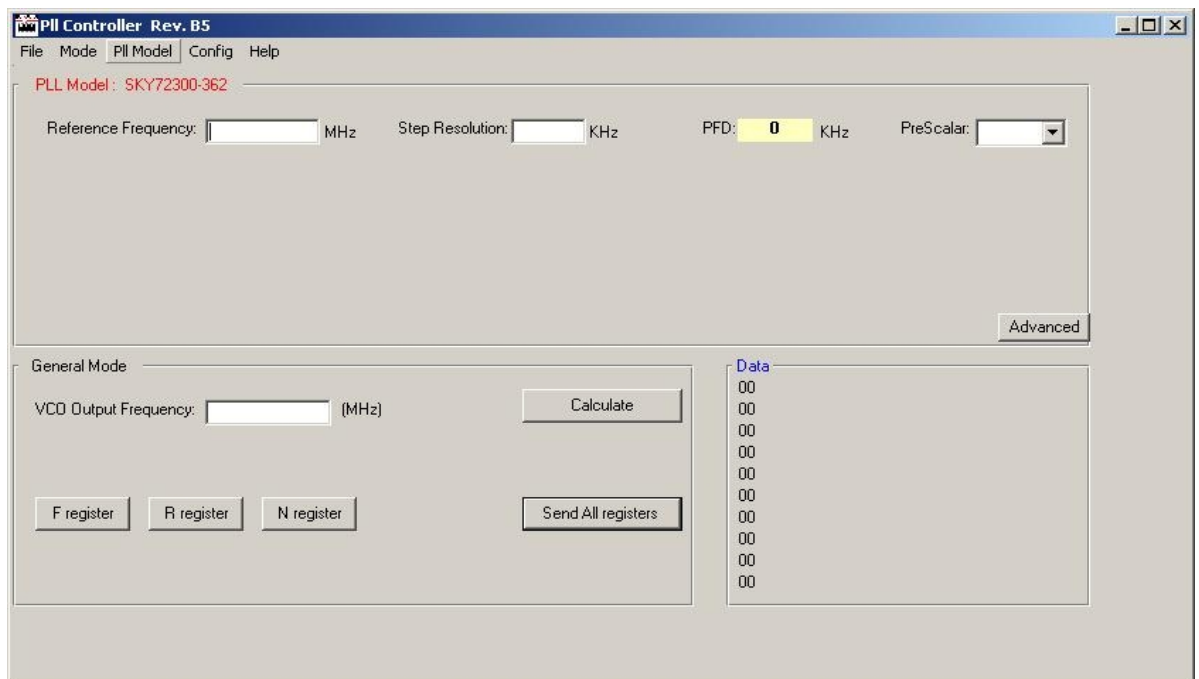 Pll Controller Rev. B5
File Mode Pll Model Config Help
PLL Model : SKY72300-362
Reference Frequency: MHz Step Resolution: KHz PFD: 0 KHz PreScalar:
Advanced
General Mode
VCO Output Frequency: (MHz) Calculate
F register R register N register Send All registers
Data
00
00
00
00
00
00
00
00
00
00